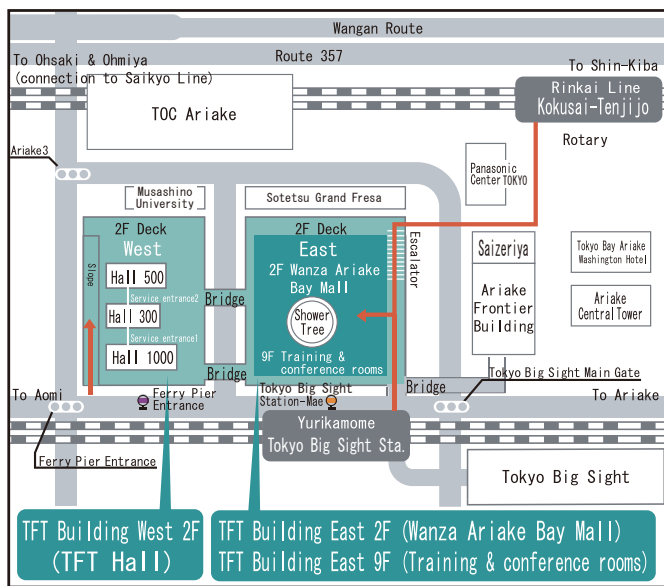 Wangan Route
Route 357
To Ohsaki & Ohmiya
(connection to Saikyo Line)
To Shin-Kiba
TOC Ariake
Rinkai Line
Kokusai-Tenjijo
Rotary
Ariake3
Panasonic
Center TOKYO
Musashino
University
Sotetsu Grand Fresa
2F Deck
West
2F Deck
East
2F Wanza Ariake
Bay Mall
Escalator
Saizeriya
Tokyo Bay Ariake
Washington Hotel
Slope
Hall 500
Service entrance2
Hall 300
Service entrance1
Hall 1000
Bridge
Shower
Tree
Ariake
Frontier
Building
Ariake
Central Tower
9F Training &
conference rooms
Bridge
Bridge
Tokyo Big Sight Main Gate
To Aomi
Ferry Pier
Entrance
Tokyo Big Sight
Station-Mae
To Ariake
Yurikamome
Tokyo Big Sight Sta.
Ferry Pier Entrance
Tokyo Big Sight
TFT Building West 2F
(TFT Hall)
TFT Building East 2F (Wanza Ariake Bay Mall)
TFT Building East 9F (Training & conference rooms)